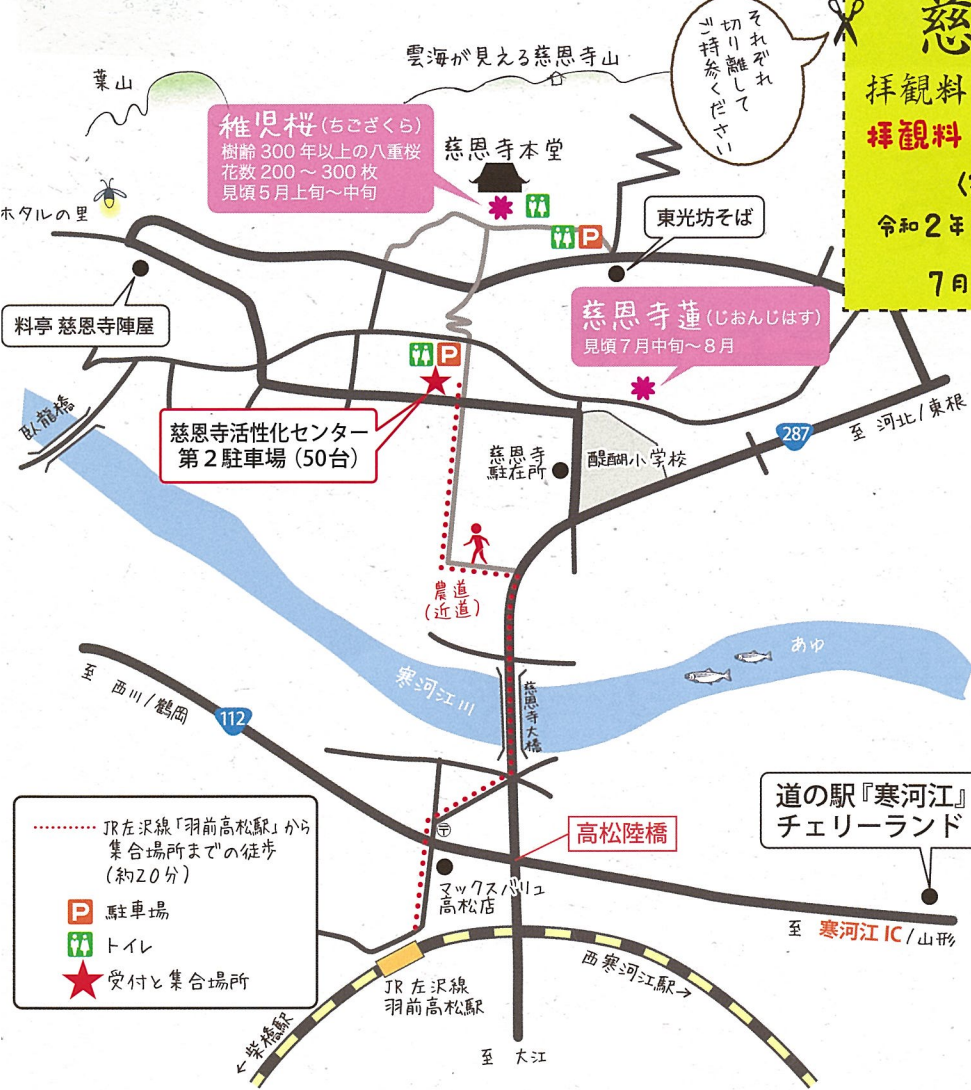 それぞれ
切り離して
ご持参ください
慈
拝観料
拝観料
令和2年
7月
葉山
雲海が見える慈恩寺山
稚児桜(ちござくら)
樹齢300年以上の八重桜
花数200～300枚
見頃5月上旬～中旬
慈恩寺本堂
ホタルの里
P
東光坊そば
料亭 慈恩寺陣屋
慈恩寺蓮(じおんじはす)
見頃7月中旬～8月
P
臥龍橋
慈恩寺活性化センター
第2駐車場(50台)
慈恩寺
駐在所
醍醐小学校
287
至 河北/東根
農道
(近道)
あゆ
寒河江川
慈恩寺大橋
至 西川/鶴岡
112
道の駅『寒河江』
チェリーランド
高松陸橋
〒
マックスバリュ
高松店
至 寒河江IC/山形
JR左沢線「羽前高松駅」から
集合場所までの徒歩
(約20分)
P 駐車場
トイレ
受付と集合場所
JR左沢線
羽前高松駅
西寒河江駅→
←柴橋駅
至 大江